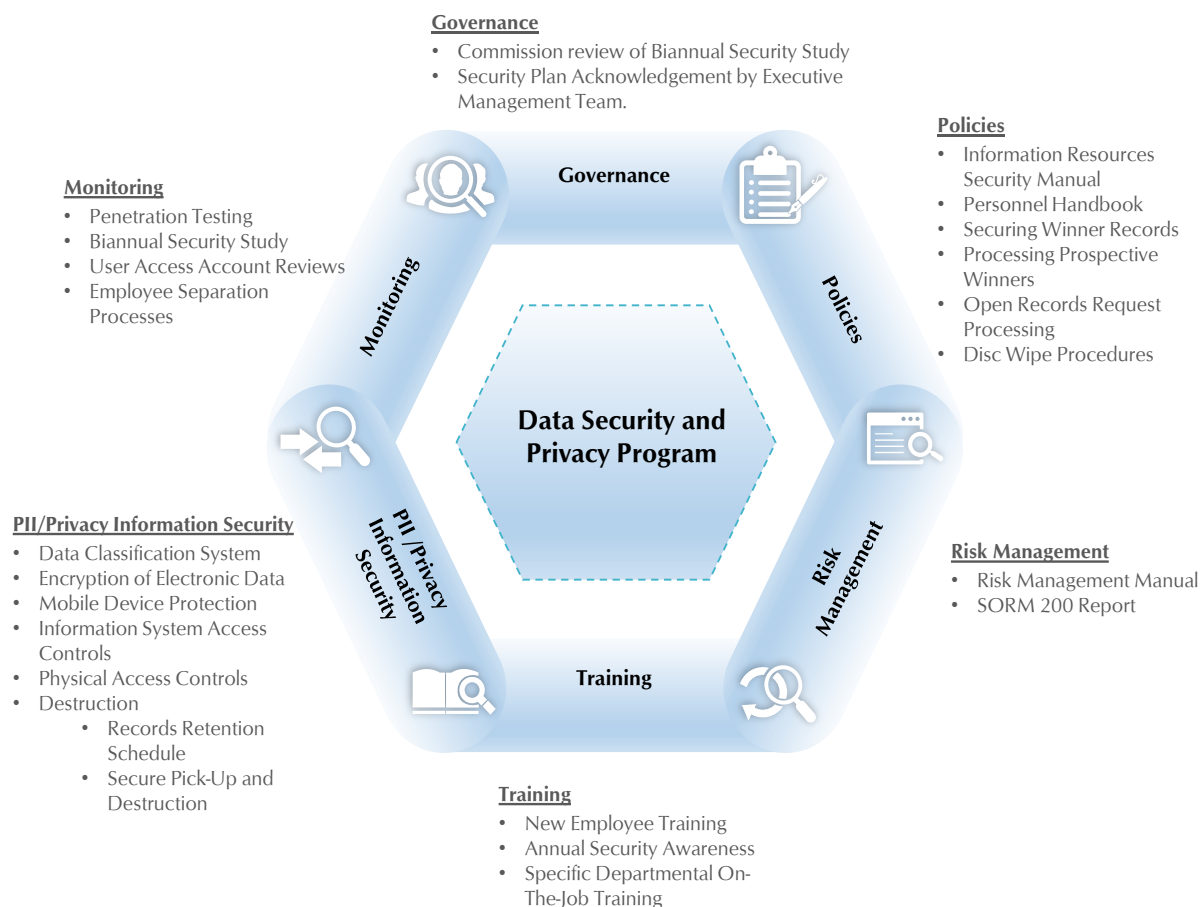 Governance
• Commission review of Biannual Security Study
• Security Plan Acknowledgement by Executive
Management Team.
Policies
• Information Resources
Security Manual
• Personnel Handbook
• Securing Winner Records
• Processing Prospective
Winners
• Open Records Request
Processing
• Disc Wipe Procedures
Monitoring
• Penetration Testing
• Biannual Security Study
• User Access Account Reviews
• Employee Separation
Processes
Governance
Policies
Monitoring
Data Security and
Privacy Program
PII /Privacy
Information
Security
Risk
Management
Training
PII/Privacy Information Security
• Data Classification System
• Encryption of Electronic Data
• Mobile Device Protection
• Information System Access
Controls
• Physical Access Controls
• Destruction
• Records Retention
Schedule
• Secure Pick-Up and
Destruction
Risk Management
• Risk Management Manual
• SORM 200 Report
Training
• New Employee Training
• Annual Security Awareness
• Specific Departmental On-
The-Job Training